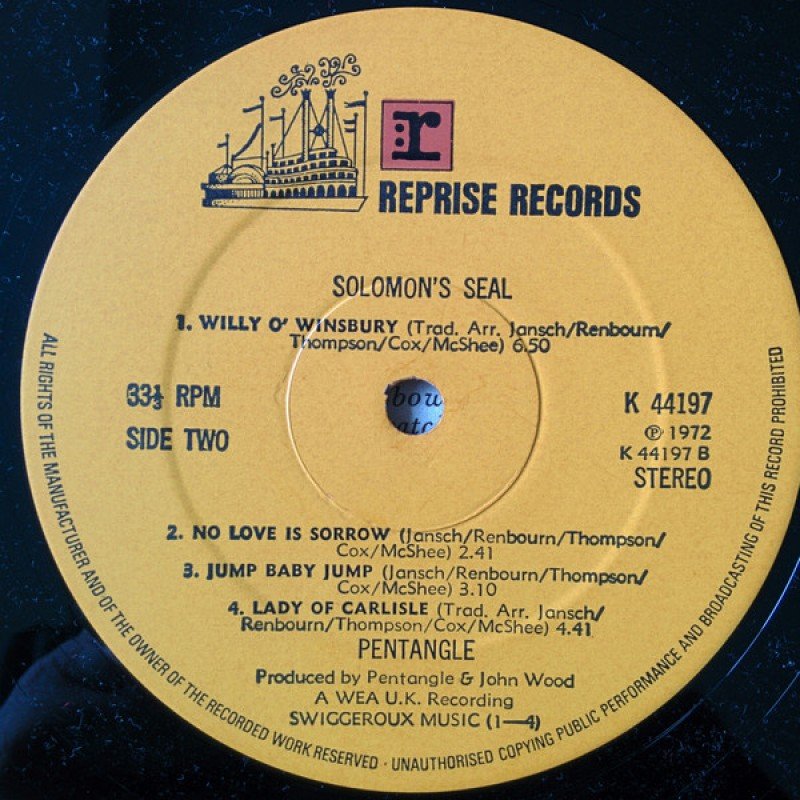 r
REPRISE RECORDS
SOLOMON'S SEAL
1. WILLY O' WINSBURY (Trad. Arr. Jansch/Renbourn/
Thompson/Cox/McShee) 6.50
33⅓ RPM
SIDE TWO
K 44197
℗ 1972
K 44197 B
STEREO
2. NO LOVE IS SORROW (Jansch/Renbourn/Thompson/
Cox/McShee) 2.41
3. JUMP BABY JUMP (Jansch/Renbourn/Thompson/
Cox/McShee) 3.10
4. LADY OF CARLISLE (Trad. Arr. Jansch/
Renbourn/Thompson/Cox/McShee) 4.41
PENTANGLE
Produced by Pentangle & John Wood
A WEA U.K. Recording
SWIGGEROUX MUSIC (1—4)
ALL RIGHTS OF THE MANUFACTURER AND OF THE OWNER OF THE RECORDED WORK RESERVED · UNAUTHORISED COPYING PUBLIC PERFORMANCE AND BROADCASTING OF THIS RECORD PROHIBITED